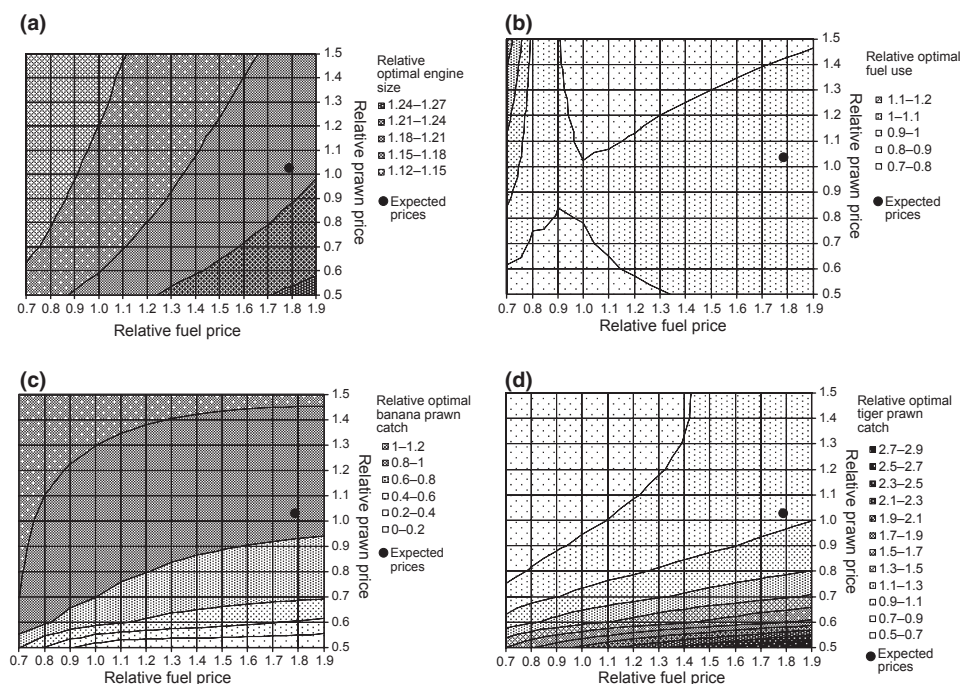 (a)
1.5
1.4
1.3
1.2
1.1
1.0
0.9
0.8
0.7
0.6
0.5
Relative prawn price
0.7 0.8 0.9 1.0 1.1 1.2 1.3 1.4 1.5 1.6 1.7 1.8 1.9
Relative fuel price
Relative
optimal engine
size
1.24–1.27
1.21–1.24
1.18–1.21
1.15–1.18
1.12–1.15
Expected
prices
(b)
1.5
1.4
1.3
1.2
1.1
1.0
0.9
0.8
0.7
0.6
0.5
Relative prawn price
0.7 0.8 0.9 1.0 1.1 1.2 1.3 1.4 1.5 1.6 1.7 1.8 1.9
Relative fuel price
Relative optimal
fuel use
1.1–1.2
1–1.1
0.9–1
0.8–0.9
0.7–0.8
Expected
prices
(c)
1.5
1.4
1.3
1.2
1.1
1.0
0.9
0.8
0.7
0.6
0.5
Relative prawn price
0.7 0.8 0.9 1.0 1.1 1.2 1.3 1.4 1.5 1.6 1.7 1.8 1.9
Relative fuel price
Relative optimal
banana prawn
catch
1–1.2
0.8–1
0.6–0.8
0.4–0.6
0.2–0.4
0–0.2
Expected
prices
(d)
1.5
1.4
1.3
1.2
1.1
1.0
0.9
0.8
0.7
0.6
0.5
Relative prawn price
0.7 0.8 0.9 1.0 1.1 1.2 1.3 1.4 1.5 1.6 1.7 1.8 1.9
Relative fuel price
Relative optimal
tiger prawn
catch
2.7–2.9
2.5–2.7
2.3–2.5
2.1–2.3
1.9–2.1
1.7–1.9
1.5–1.7
1.3–1.5
1.1–1.3
0.9–1.1
0.7–0.9
0.5–0.7
Expected
prices